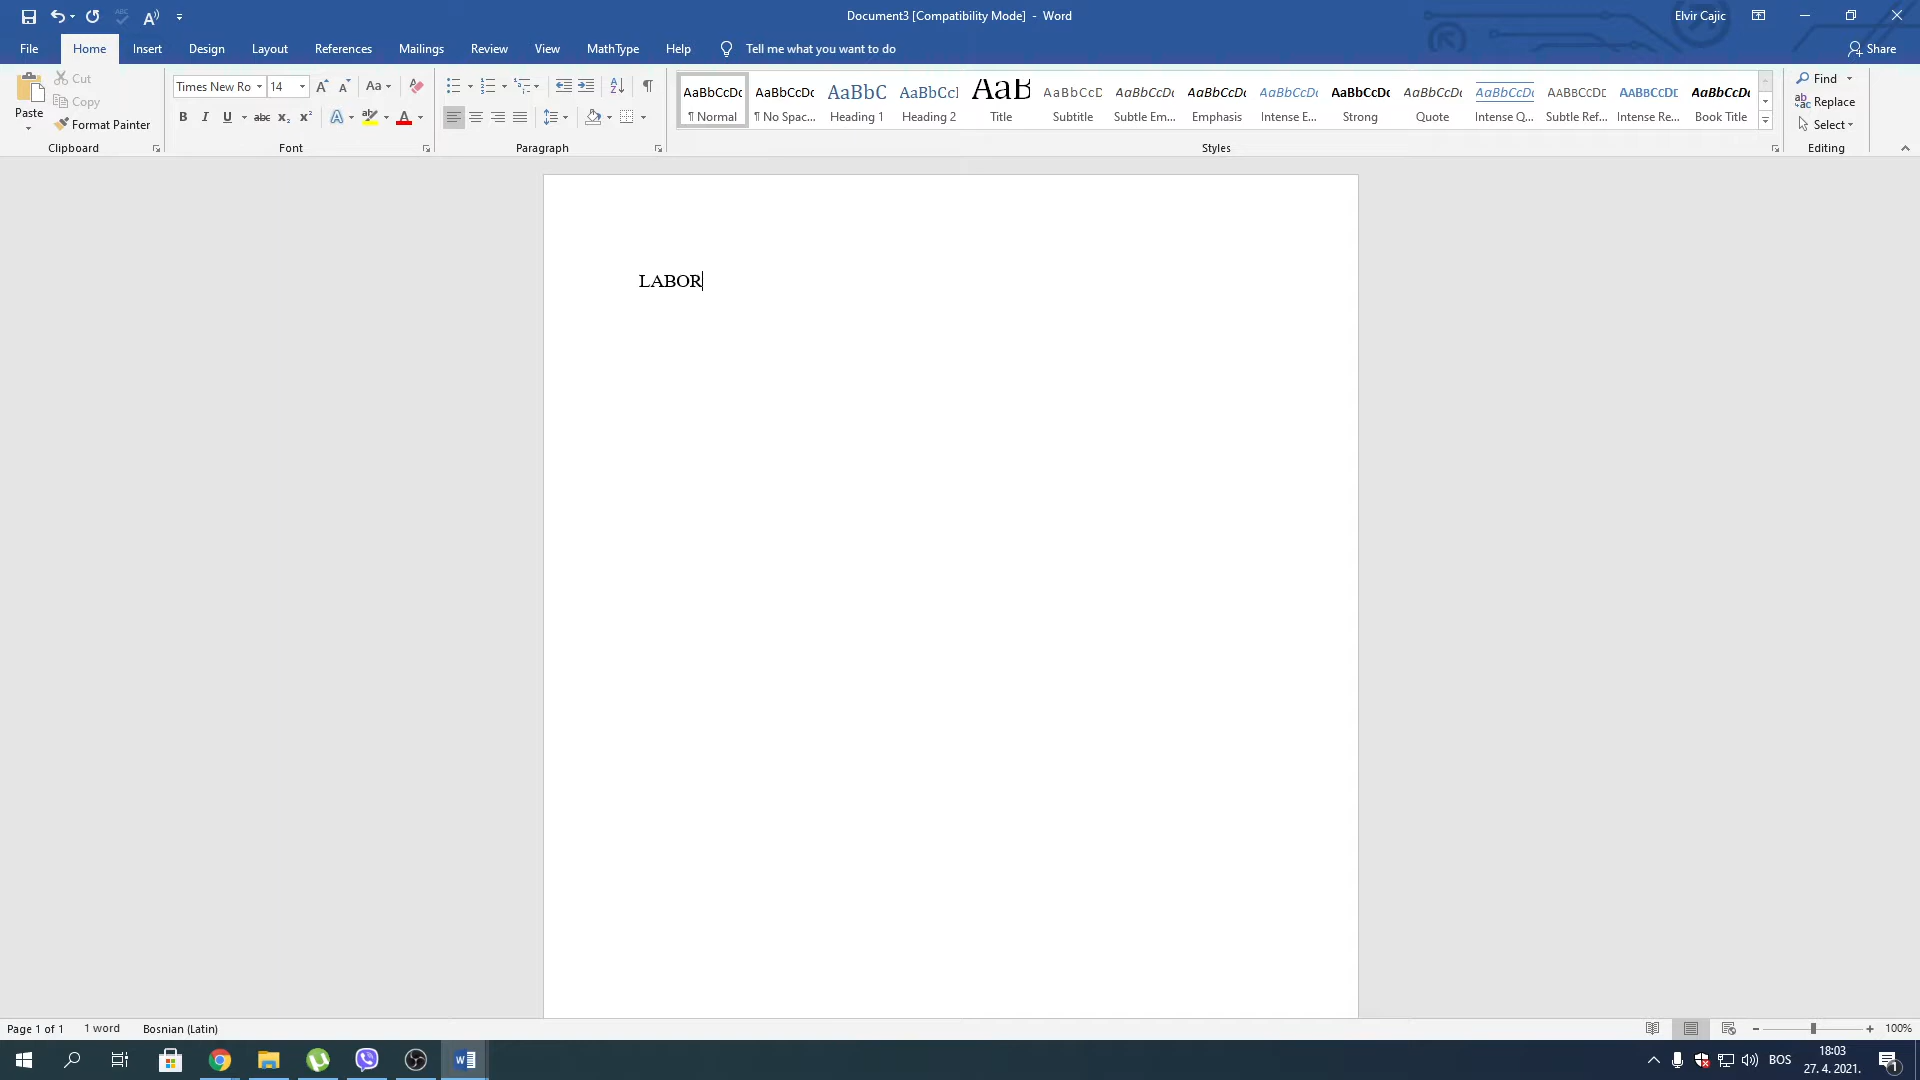 Document3 [Compatibility Mode] - Word
Elvir Cajic
File Home Insert Design Layout References Mailings Review View MathType Help Tell me what you want to do Share
Paste
Cut
Copy
Format Painter
Clipboard
Times New Ro 14
Font
Paragraph
AaBbCcDc AaBbCcDc AaBbC AaBbCcI AaB AaBbCcD AaBbCcDc AaBbCcDc AaBbCcDc AaBbCcDc AaBbCcDc AaBbCcDc AABBCCDE AABBCCDE AaBbCcDc
¶ Normal ¶ No Spac... Heading 1 Heading 2 Title Subtitle Subtle Em... Emphasis Intense E... Strong Quote Intense Q... Subtle Ref... Intense Re... Book Title
Styles
Find
Replace
Select
Editing
LABOR
Page 1 of 1 1 word Bosnian (Latin)
100%
BOS
18:03
27. 4. 2021.
1